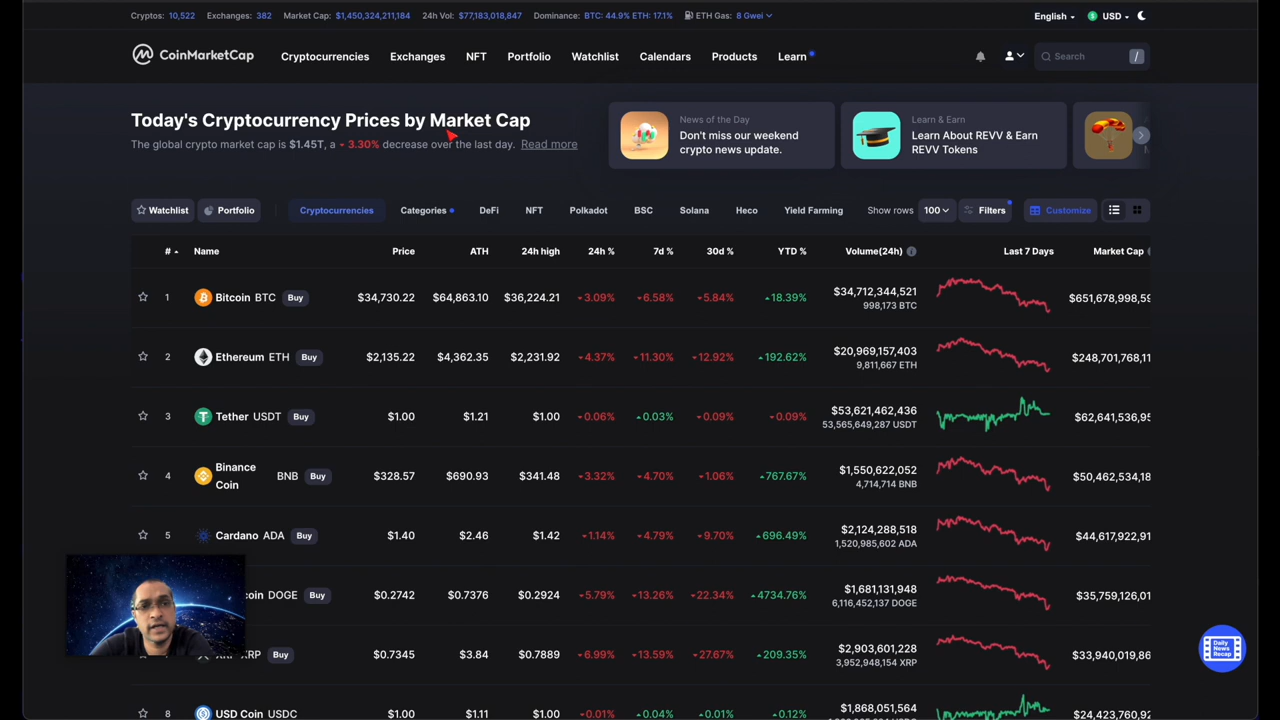 Cryptos: 10,522 Exchanges: 382 Market Cap: $1,450,324,211,184 24h Vol: $77,183,018,847 Dominance: BTC: 44.9% ETH: 17.1% ETH Gas: 8 Gwei English USD
CoinMarketCap Cryptocurrencies Exchanges NFT Portfolio Watchlist Calendars Products Learn Search /
Today's Cryptocurrency Prices by Market Cap
The global crypto market cap is $1.45T, a 3.30% decrease over the last day. Read more
News of the Day
Don't miss our weekend
crypto news update.
Learn & Earn
Learn About REVV & Earn
REVV Tokens
Watchlist Portfolio Cryptocurrencies Categories DeFi NFT Polkadot BSC Solana Heco Yield Farming Show rows 100 Filters Customize
# Name Price ATH 24h high 24h % 7d % 30d % YTD % Volume(24h) Last 7 Days Market Cap
1 Bitcoin BTC Buy $34,730.22 $64,863.10 $36,224.21 3.09% 6.58% 5.84% 18.39% $34,712,344,521 $651,678,998,59
998,173 BTC
2 Ethereum ETH Buy $2,135.22 $4,362.35 $2,231.92 4.37% 11.30% 12.92% 192.62% $20,969,157,403 $248,701,768,11
9,811,667 ETH
3 Tether USDT Buy $1.00 $1.21 $1.00 0.06% 0.03% 0.09% 0.09% $53,621,462,436 $62,641,536,95
53,565,649,287 USDT
4 Binance Coin BNB Buy $328.57 $690.93 $341.48 3.32% 4.70% 1.06% 767.67% $1,550,622,052 $50,462,534,18
4,714,714 BNB
5 Cardano ADA Buy $1.40 $2.46 $1.42 1.14% 4.79% 9.70% 696.49% $2,124,288,518 $44,617,922,91
1,520,985,602 ADA
coin DOGE Buy $0.2742 $0.7376 $0.2924 5.79% 13.26% 22.34% 4734.76% $1,681,131,948 $35,759,126,01
6,116,452,137 DOGE
XRP Buy $0.7345 $3.84 $0.7889 6.99% 13.59% 27.67% 209.35% $2,903,601,228 $33,940,019,86
3,952,948,154 XRP
8 USD Coin USDC Buy $1.00 $1.11 $1.00 0.01% 0.04% 0.01% 0.12% $1,868,051,564 $24,423,760,92
Daily
News
Recap